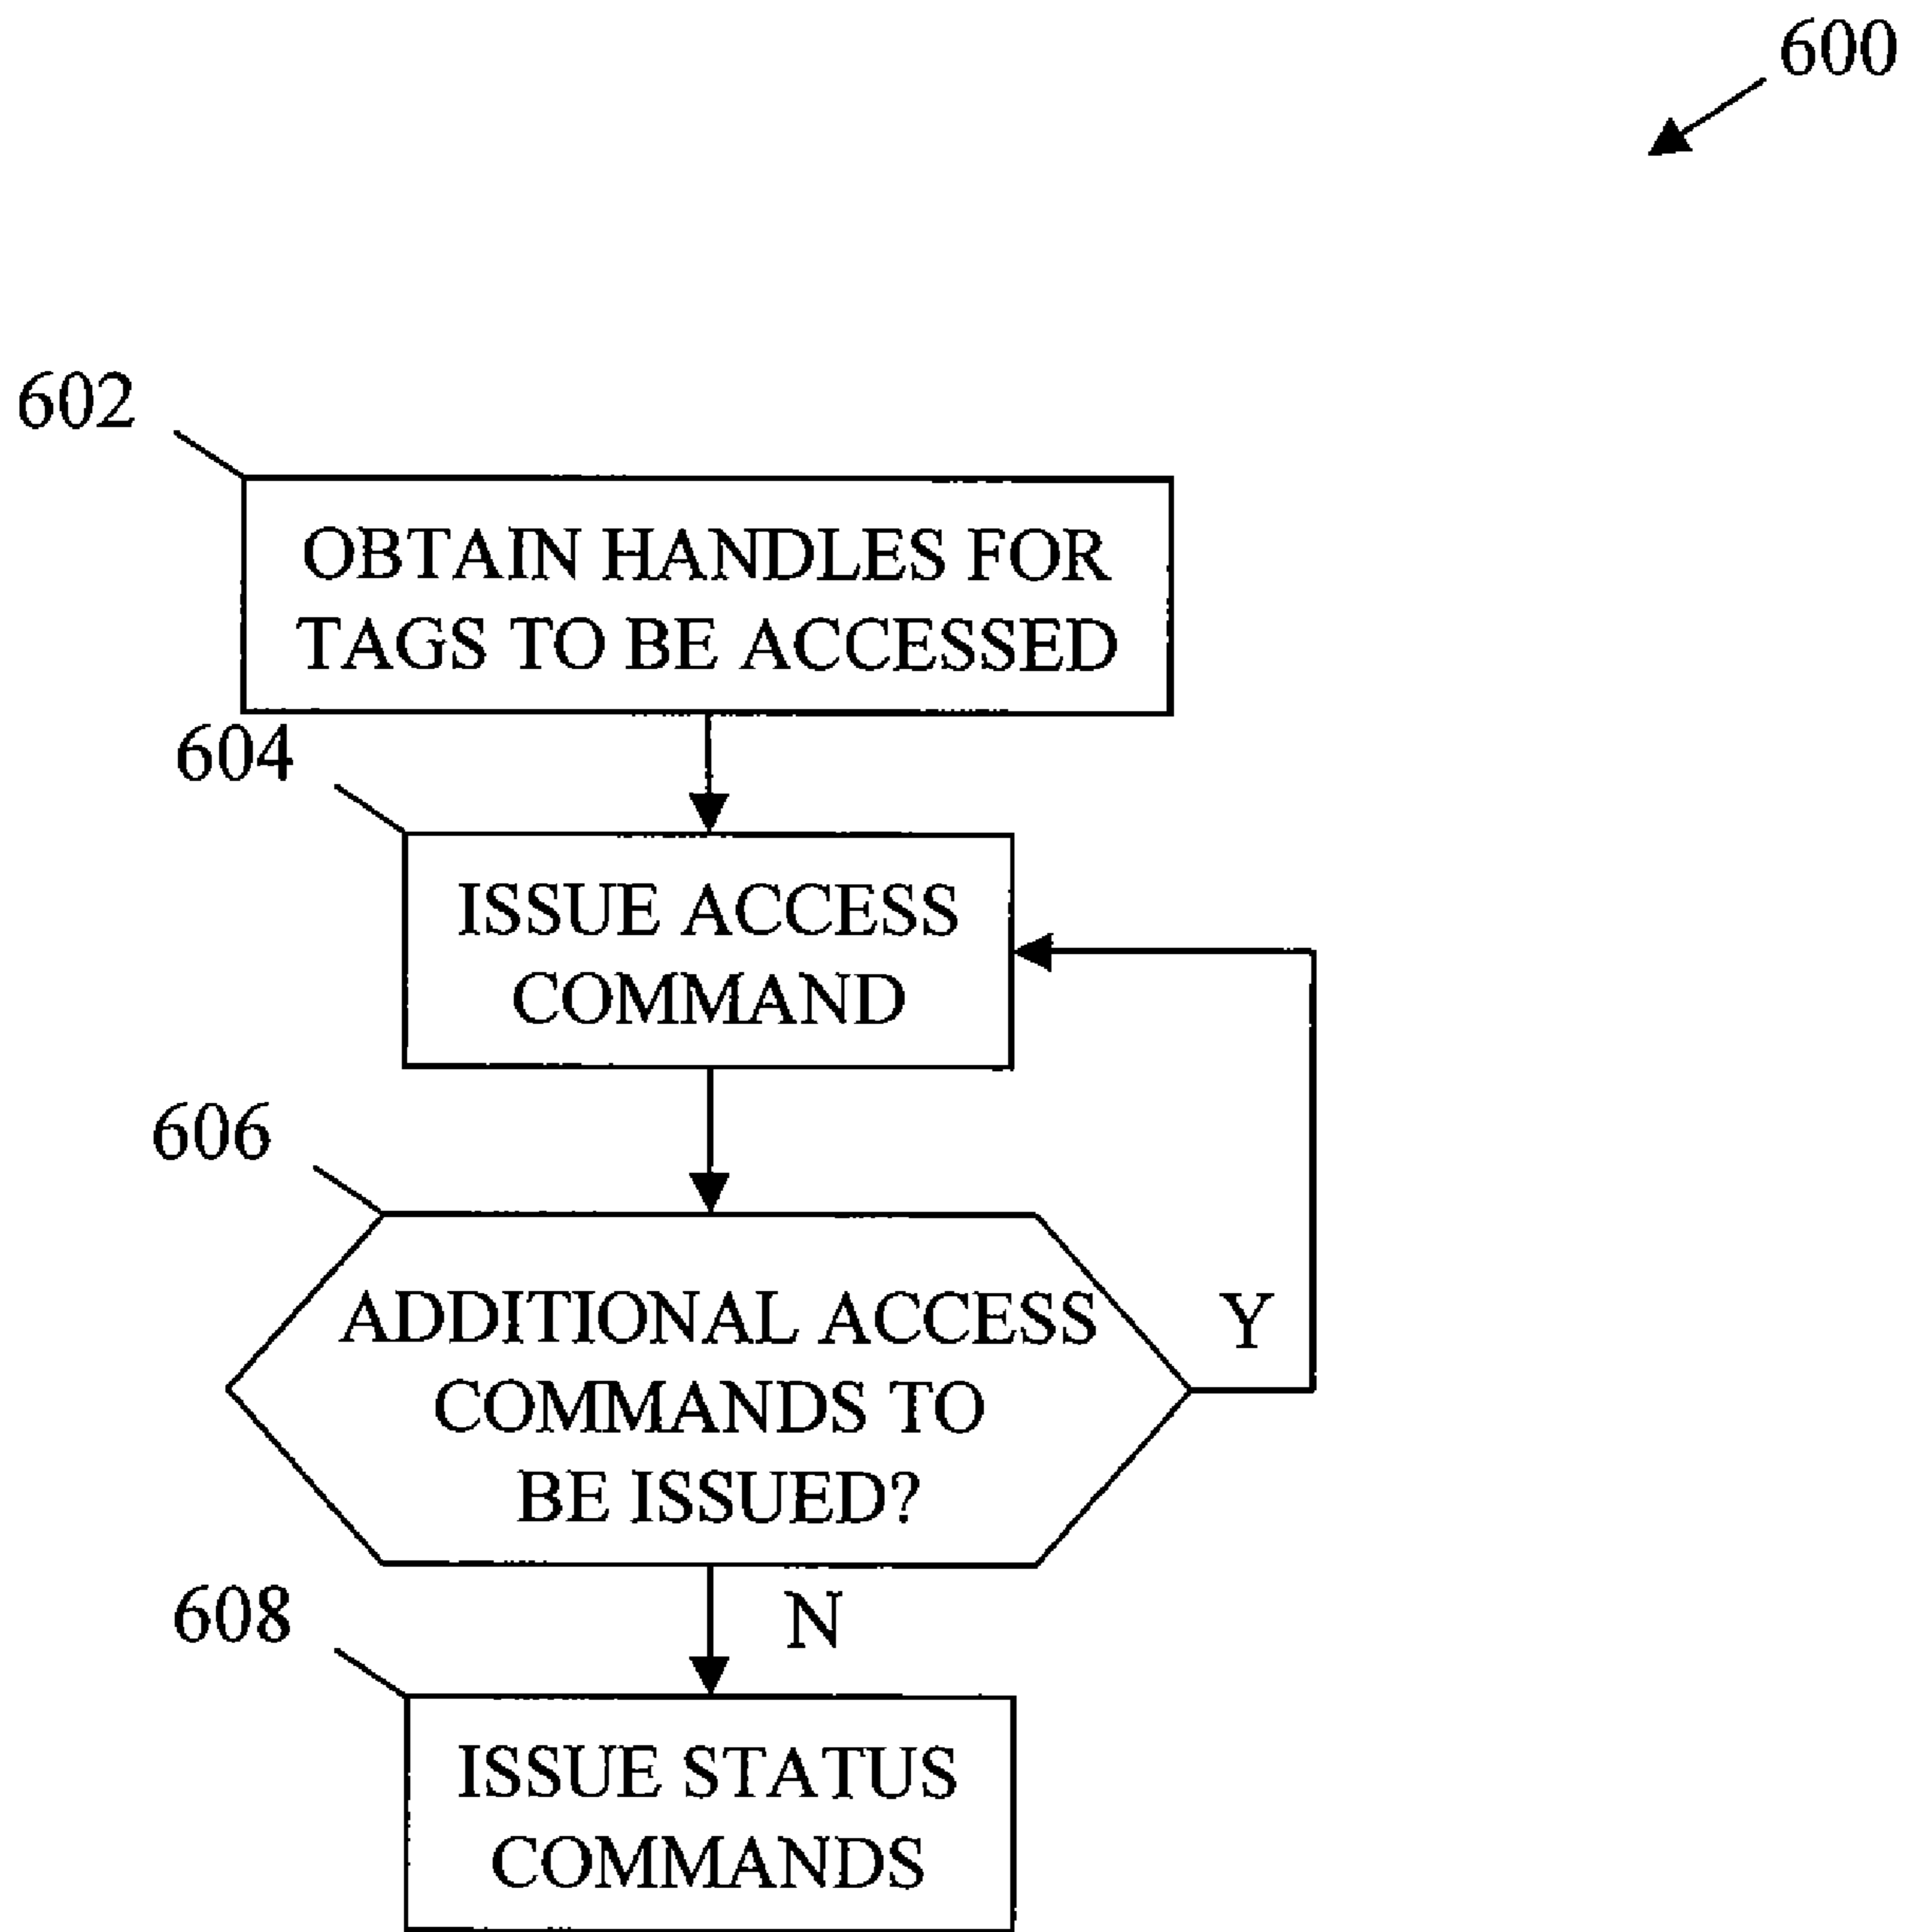 600
602
OBTAIN HANDLES FOR
TAGS TO BE ACCESSED
604
ISSUE ACCESS
COMMAND
606
ADDITIONAL ACCESS
COMMANDS TO
BE ISSUED?
Y
N
608
ISSUE STATUS
COMMANDS